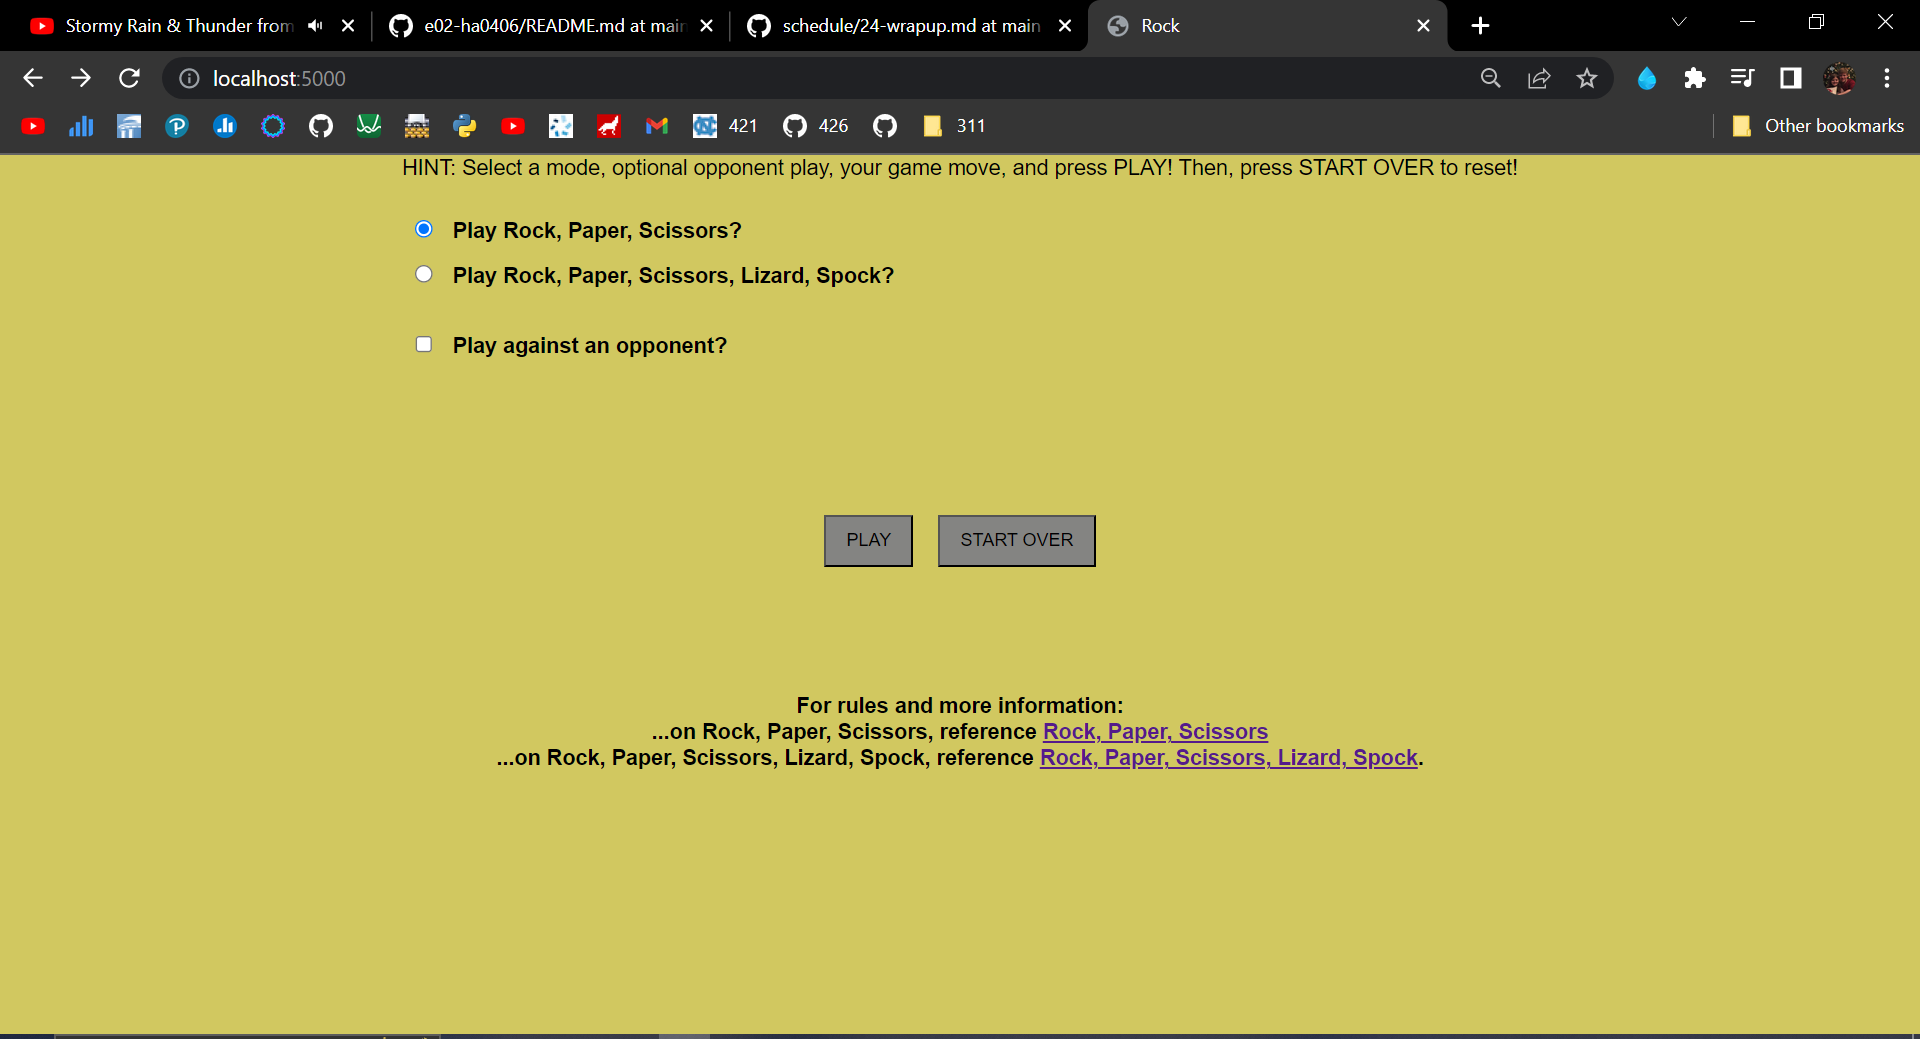 Stormy Rain & Thunder from
e02-ha0406/README.md at main
schedule/24-wrapup.md at main
Rock
localhost:5000
421
426
311
Other bookmarks
HINT: Select a mode, optional opponent play, your game move, and press PLAY! Then, press START OVER to reset!
Play Rock, Paper, Scissors?
Play Rock, Paper, Scissors, Lizard, Spock?
Play against an opponent?
PLAY
START OVER
For rules and more information:
...on Rock, Paper, Scissors, reference Rock, Paper, Scissors
...on Rock, Paper, Scissors, Lizard, Spock, reference Rock, Paper, Scissors, Lizard, Spock.